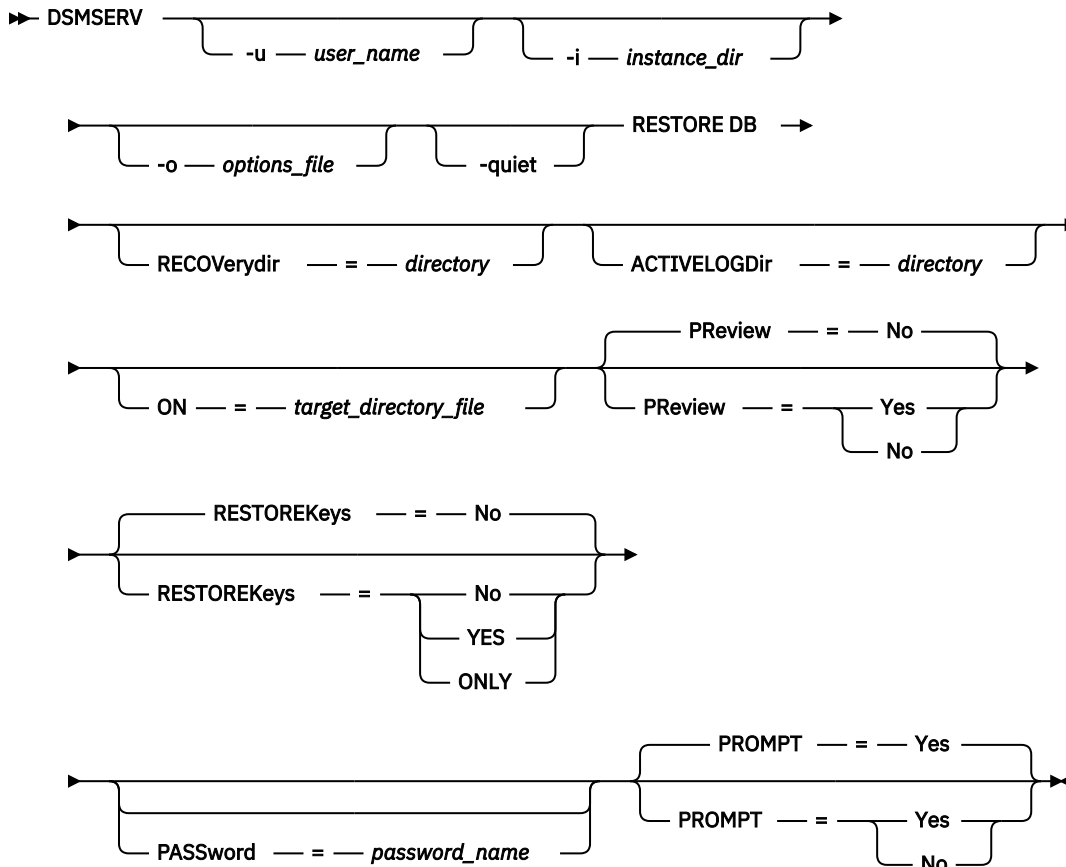 DSMSERV
-u user_name -i instance_dir
RESTORE DB
-o options_file -quiet
RECOVerydir = directory ACTIVELOGDir = directory
PReview = No
ON = target_directory_file PReview = Yes
No
RESTOREKeys = No
RESTOREKeys = No
YES
ONLY
PROMPT = Yes
PROMPT = Yes
PASSword = password_name No